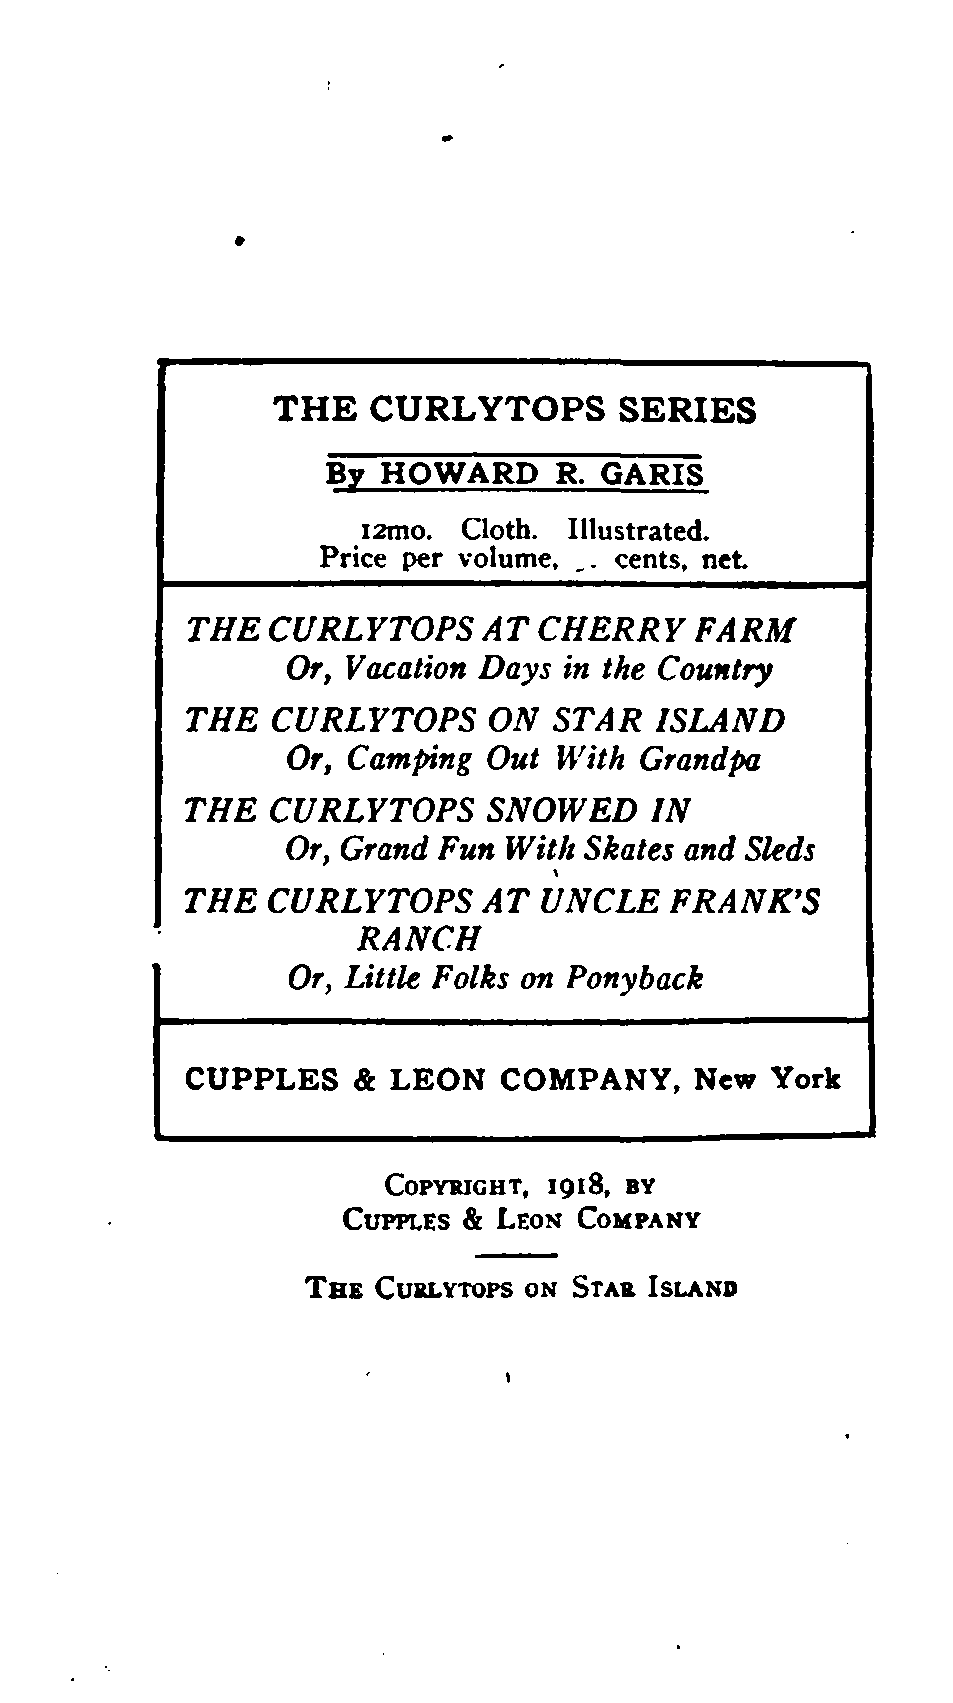 THE CURLYTOPS SERIES
By HOWARD R. GARIS
12mo. Cloth. Illustrated.
Price per volume, cents, net.
THE CURLYTOPS AT CHERRY FARM
Or, Vacation Days in the Country
THE CURLYTOPS ON STAR ISLAND
Or, Camping Out With Grandpa
THE CURLYTOPS SNOWED IN
Or, Grand Fun With Skates and Sleds
THE CURLYTOPS AT UNCLE FRANK'S
RANCH
Or, Little Folks on Ponyback
CUPPLES & LEON COMPANY, New York
COPYRIGHT, 1918, BY
CUPPLES & LEON COMPANY
THE CURLYTOPS ON STAR ISLAND